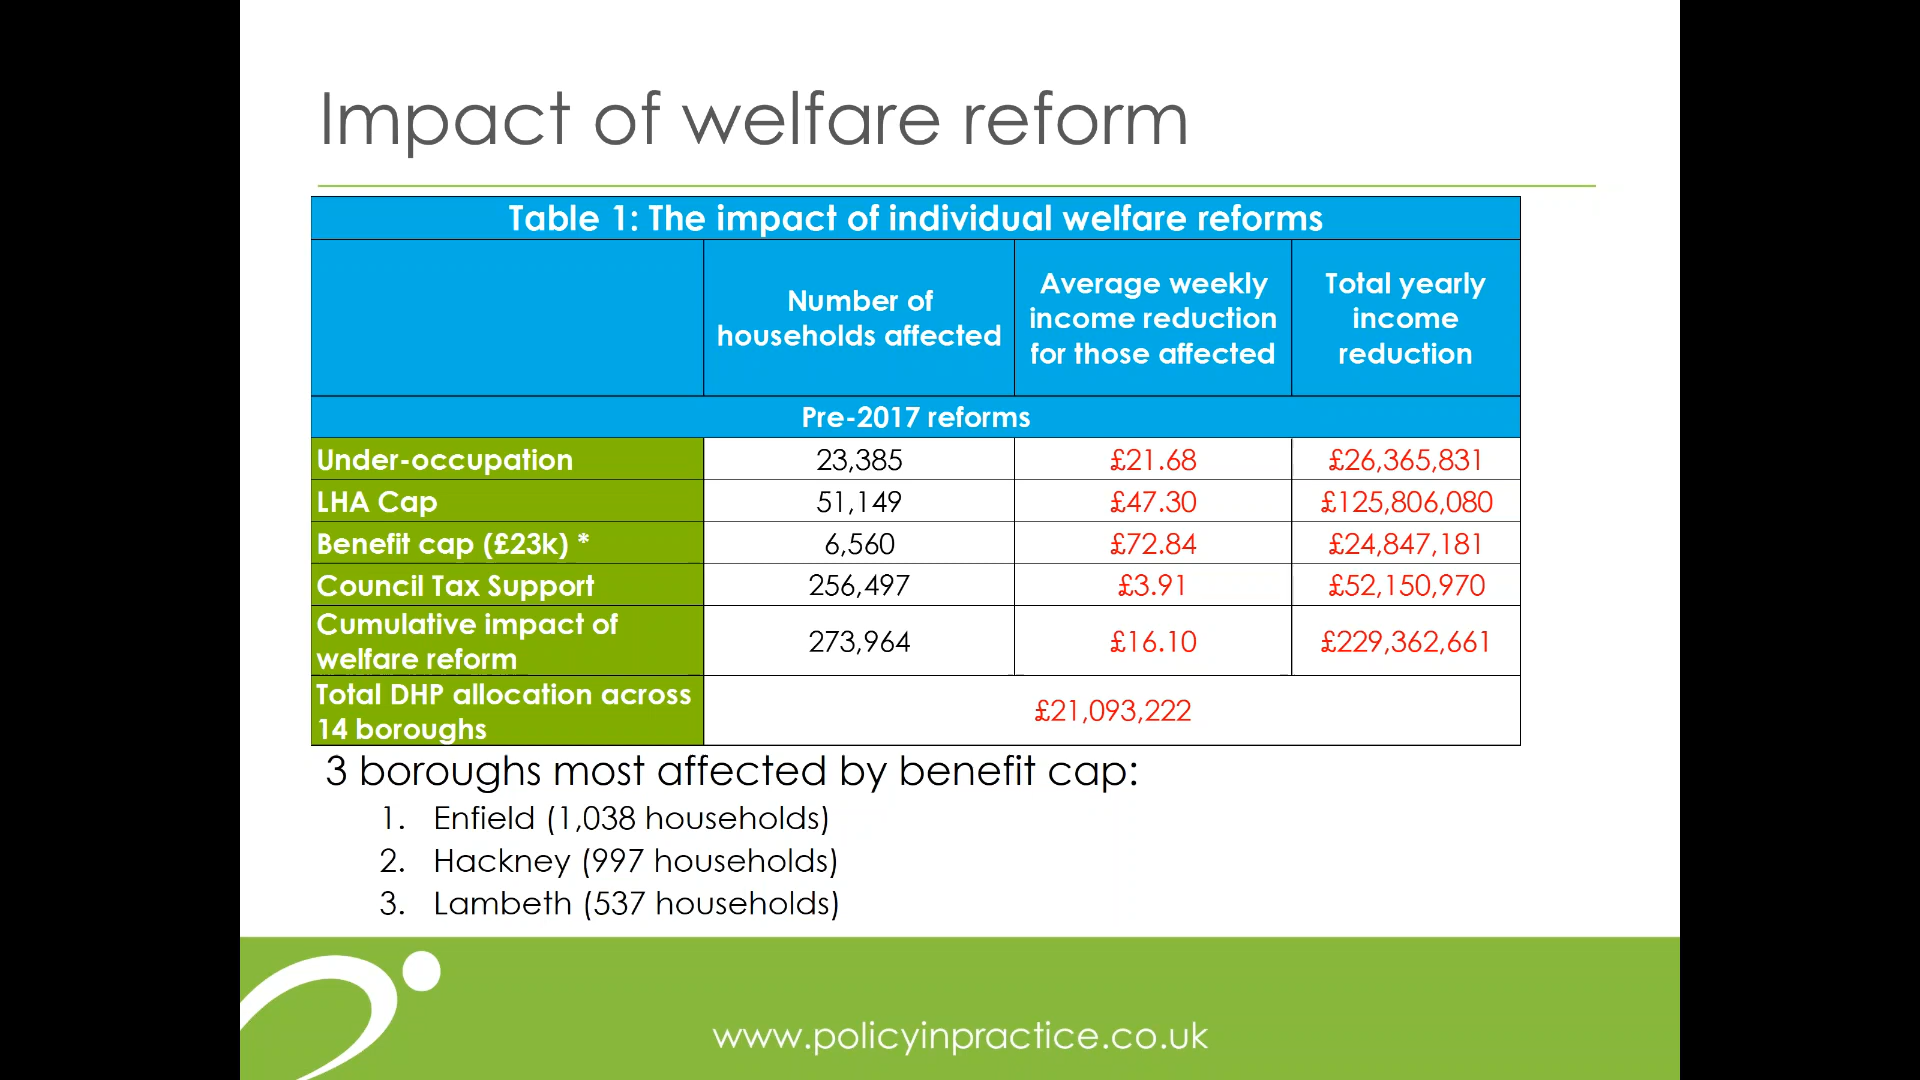 Impact of welfare reform
Table 1: The impact of individual welfare reforms
Number of households affected
Average weekly income reduction for those affected
Total yearly income reduction
Pre-2017 reforms
Under-occupation 23,385 £21.68 £26,365,831
LHA Cap 51,149 £47.30 £125,806,080
Benefit cap (£23k) * 6,560 £72.84 £24,847,181
Council Tax Support 256,497 £3.91 £52,150,970
Cumulative impact of welfare reform 273,964 £16.10 £229,362,661
Total DHP allocation across 14 boroughs £21,093,222
3 boroughs most affected by benefit cap:
1. Enfield (1,038 households)
2. Hackney (997 households)
3. Lambeth (537 households)
www.policyinpractice.co.uk